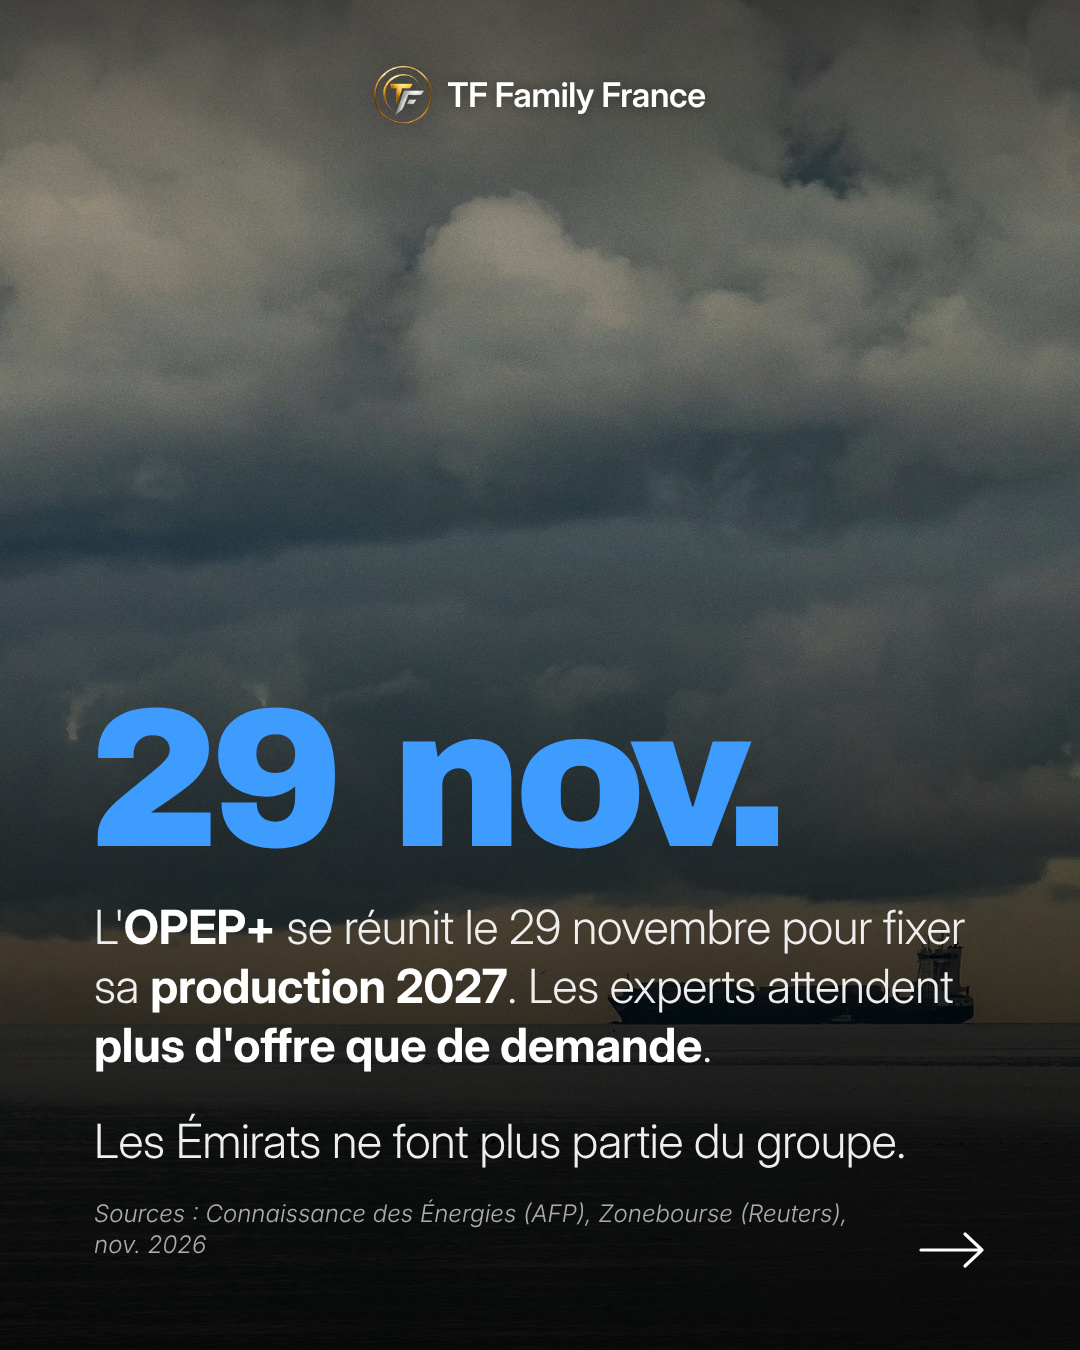 TF TF Family France
29 nov.
L'OPEP+ se réunit le 29 novembre pour fixer
sa production 2027. Les experts attendent
plus d'offre que de demande.
Les Émirats ne font plus partie du groupe.
Sources : Connaissance des Énergies (AFP), Zonebourse (Reuters),
nov. 2026